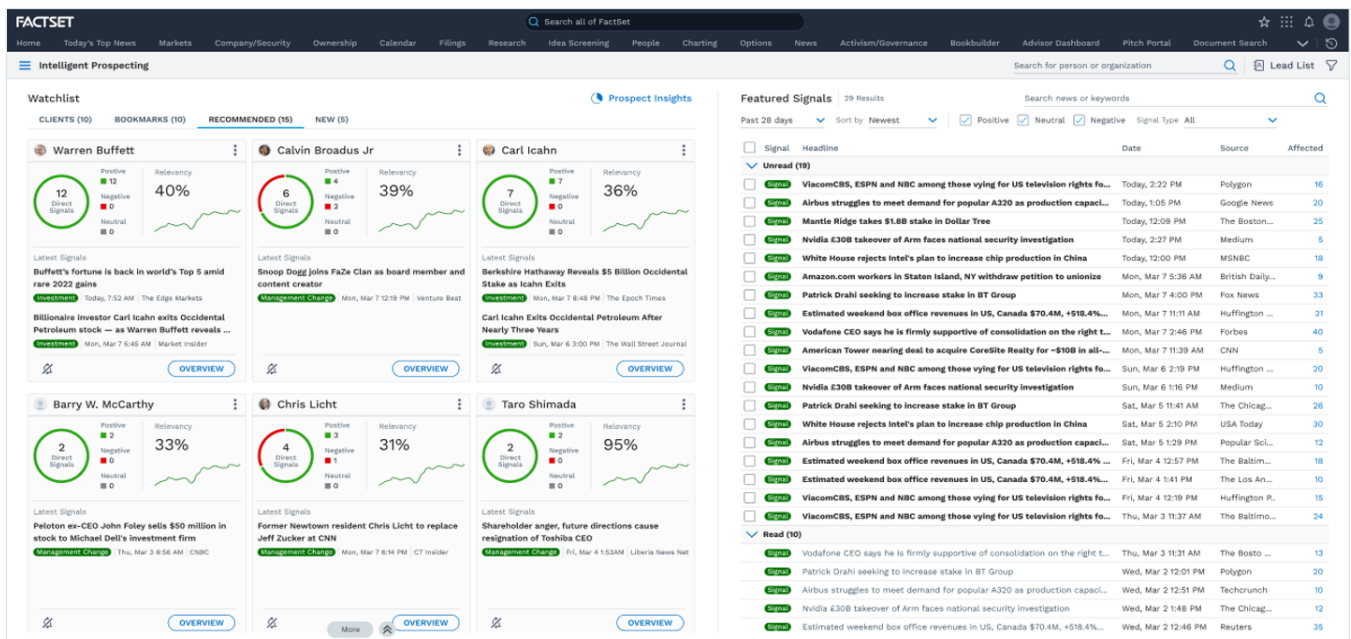 FACTSET
Search all of FactSet
Home Today's Top News Markets Company/Security Ownership Calendar Filings Research Idea Screening People Charting Options News Activism/Governance Bookbuilder Advisor Dashboard Pitch Portal Document Search
Intelligent Prospecting
Search for person or organization
Lead List
Watchlist
Prospect Insights
CLIENTS (10) BOOKMARKS (10) RECOMMENDED (15) NEW (5)
Warren Buffett
12
Direct
Signals
Postive
12
Negative
0
Neutral
0
Relevancy
40%
Latest Signals
Buffett's fortune is back in world's Top 5 amid
rare 2022 gains
Investment Today, 7:52 AM The Edge Markets
Billionaire investor Carl Icahn exits Occidental
Petroleum stock — as Warren Buffett reveals ...
Investment Mon, Mar 7 5:45 AM Market Insider
OVERVIEW
Calvin Broadus Jr
6
Direct
Signals
Postive
4
Negative
2
Neutral
0
Relevancy
39%
Latest Signals
Snoop Dogg joins FaZe Clan as board member and
content creator
Management Change Mon, Mar 7 12:19 PM Venture Beat
OVERVIEW
Carl Icahn
7
Direct
Signals
Postive
7
Negative
0
Neutral
0
Relevancy
36%
Latest Signals
Berkshire Hathaway Reveals $5 Billion Occidental
Stake as Icahn Exits
Investment Mon, Mar 7 8:48 PM The Epoch Times
Carl Icahn Exits Occidental Petroleum After
Nearly Three Years
Investment Sun, Mar 6 3:00 PM The Wall Street Journal
OVERVIEW
Barry W. McCarthy
2
Direct
Signals
Postive
2
Negative
0
Neutral
0
Relevancy
33%
Latest Signals
Peloton ex-CEO John Foley sells $50 million in
stock to Michael Dell's investment firm
Management Change Thu, Mar 3 6:56 AM CNBC
OVERVIEW
Chris Licht
4
Direct
Signals
Postive
3
Negative
1
Neutral
0
Relevancy
31%
Latest Signals
Former Newtown resident Chris Licht to replace
Jeff Zucker at CNN
Management Change Mon, Mar 7 6:14 PM CT Insider
OVERVIEW
Taro Shimada
2
Direct
Signals
Postive
2
Negative
0
Neutral
0
Relevancy
95%
Latest Signals
Shareholder anger, future directions cause
resignation of Toshiba CEO
Management Change Fri, Mar 4 1:53AM Liberia News Net
OVERVIEW
More
Featured Signals 29 Results
Search news or keywords
Past 28 days Sort by Newest Positive Neutral Negative Signal Type All
Signal Headline Date Source Affected
Unread (19)
Signal ViacomCBS, ESPN and NBC among those vying for US television rights fo... Today, 2:22 PM Polygon 16
Signal Airbus struggles to meet demand for popular A320 as production capaci... Today, 1:05 PM Google News 20
Signal Mantle Ridge takes $1.8B stake in Dollar Tree Today, 12:09 PM The Boston... 25
Signal Nvidia £30B takeover of Arm faces national security investigation Today, 2:27 PM Medium 5
Signal White House rejects Intel's plan to increase chip production in China Today, 12:00 PM MSNBC 18
Signal Amazon.com workers in Staten Island, NY withdraw petition to unionize Mon, Mar 7 5:36 AM British Daily... 9
Signal Patrick Drahi seeking to increase stake in BT Group Mon, Mar 7 4:00 PM Fox News 33
Signal Estimated weekend box office revenues in US, Canada $70.4M, +518.4%... Mon, Mar 7 11:11 AM Huffington ... 21
Signal Vodafone CEO says he is firmly supportive of consolidation on the right t... Mon, Mar 7 2:46 PM Forbes 40
Signal American Tower nearing deal to acquire CoreSite Realty for ~$10B in all-... Mon, Mar 7 11:39 AM CNN 5
Signal ViacomCBS, ESPN and NBC among those vying for US television rights fo... Sun, Mar 6 2:19 PM Huffington ... 20
Signal Nvidia £30B takeover of Arm faces national security investigation Sun, Mar 6 1:16 PM Medium 10
Signal Patrick Drahi seeking to increase stake in BT Group Sat, Mar 5 11:41 AM The Chicag... 26
Signal White House rejects Intel's plan to increase chip production in China Sat, Mar 5 2:10 PM USA Today 30
Signal Airbus struggles to meet demand for popular A320 as production capaci... Sat, Mar 5 1:29 PM Popular Sci... 12
Signal Estimated weekend box office revenues in US, Canada $70.4M, +518.4% ... Fri, Mar 4 12:57 PM The Baltim... 18
Signal Estimated weekend box office revenues in US, Canada $70.4M, +518.4%... Fri, Mar 4 1:41 PM The Los An... 10
Signal ViacomCBS, ESPN and NBC among those vying for US television rights fo... Fri, Mar 4 12:19 PM Huffington P.. 15
Signal ViacomCBS, ESPN and NBC among those vying for US television rights fo... Thu, Mar 3 11:37 AM The Baltimo... 24
Read (10)
Signal Vodafone CEO says he is firmly supportive of consolidation on the right t... Thu, Mar 3 11:31 AM The Bosto ... 13
Signal Patrick Drahi seeking to increase stake in BT Group Wed, Mar 2 12:01 PM Polygon 20
Signal Airbus struggles to meet demand for popular A320 as production capaci... Wed, Mar 2 12:51 PM Techcrunch 10
Signal Nvidia £30B takeover of Arm faces national security investigation Wed, Mar 2 1:48 PM The Chicag... 12
Signal Estimated weekend box office revenues in US, Canada $70.4M, +518.4%... Wed, Mar 2 12:46 PM Reuters 35